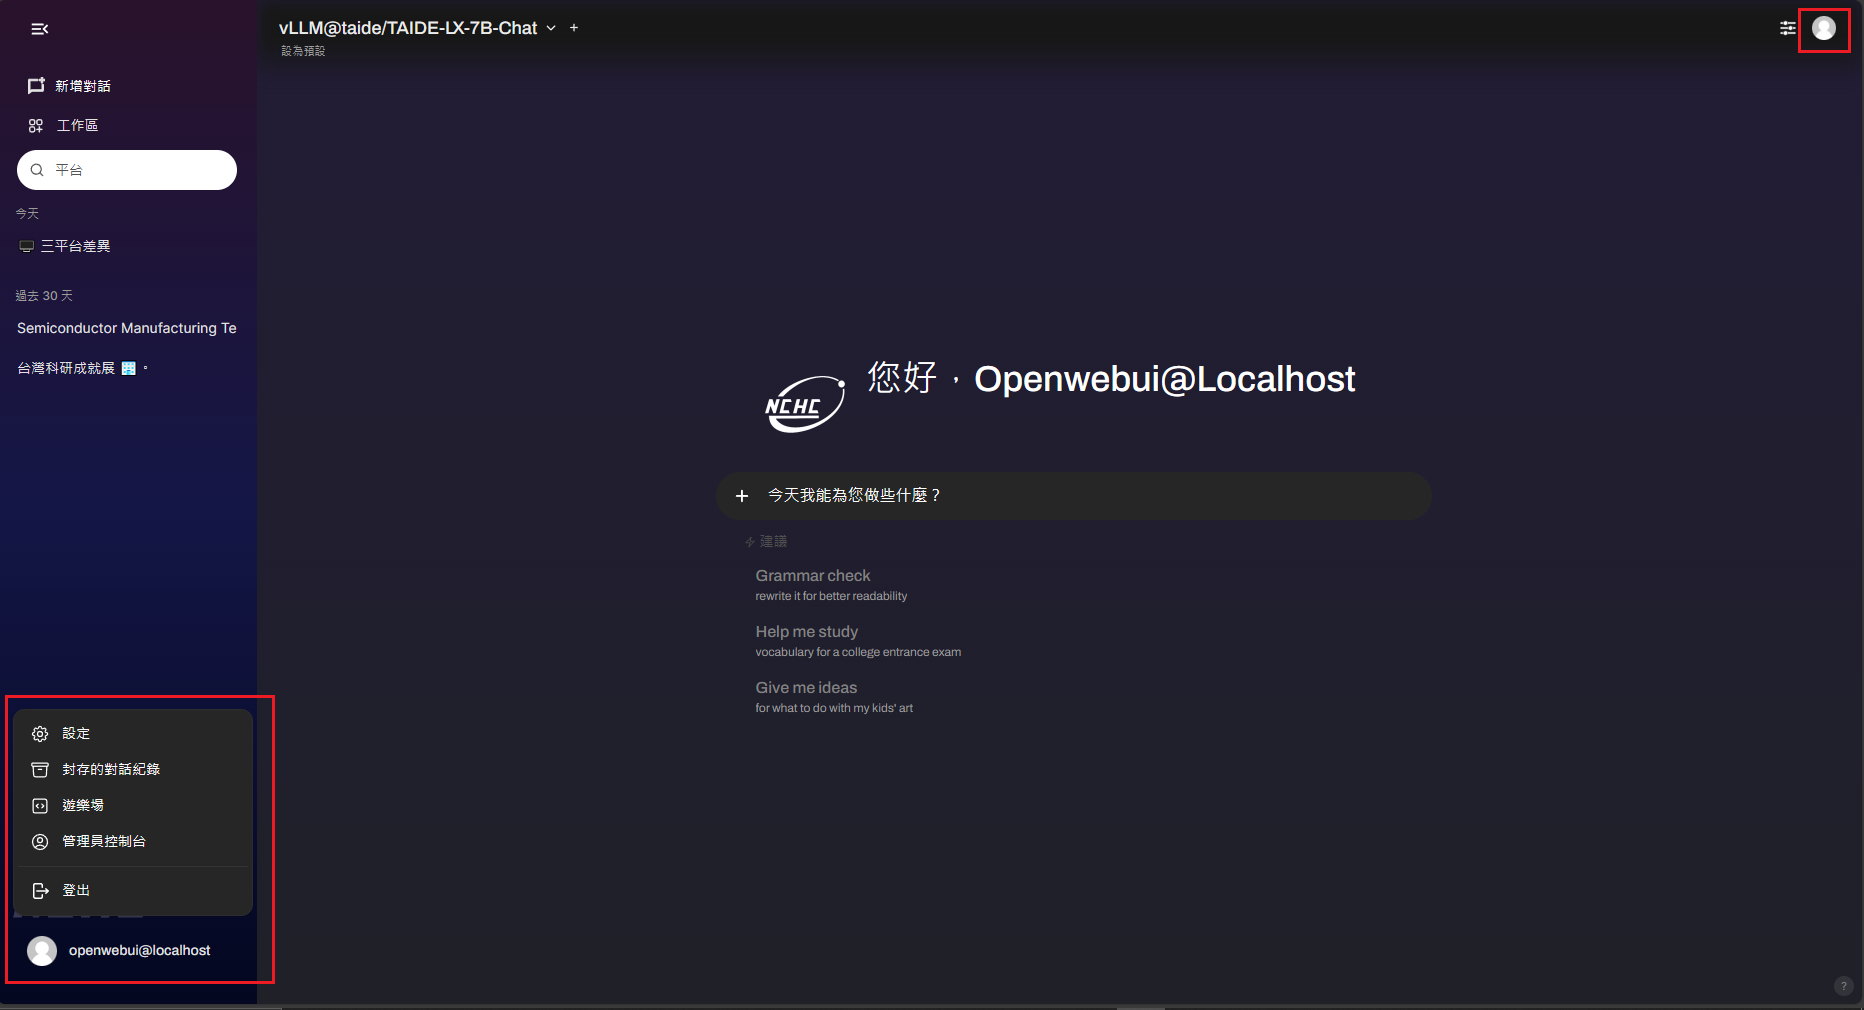 vLLM@taide/TAIDE-LX-7B-Chat
設為預設
新增對話
工作區
平台
今天
三平台差異
過去 30 天
Semiconductor Manufacturing Te
台灣科研成就展 🏢。
NCHC
您好，Openwebui@Localhost
今天我能為您做些什麼？
建議
Grammar check
rewrite it for better readability
Help me study
vocabulary for a college entrance exam
Give me ideas
for what to do with my kids' art
設定
封存的對話紀錄
遊樂場
管理員控制台
登出
openwebui@localhost
?